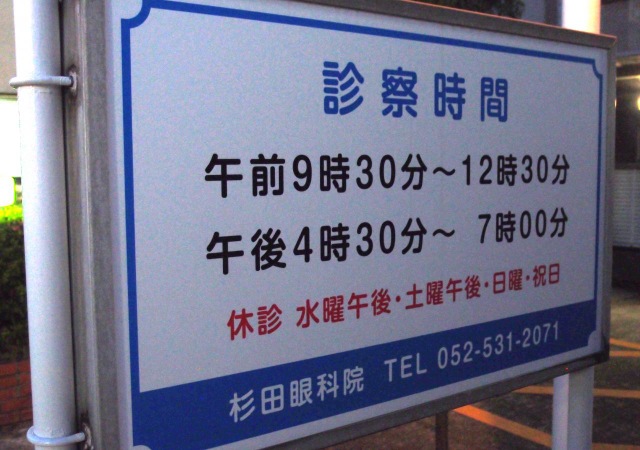 診察時間
午前9時30分〜12時30分
午後4時30分〜 7時00分
休診 水曜午後・土曜午後・日曜・祝日
杉田眼科院 TEL 052-531-2071